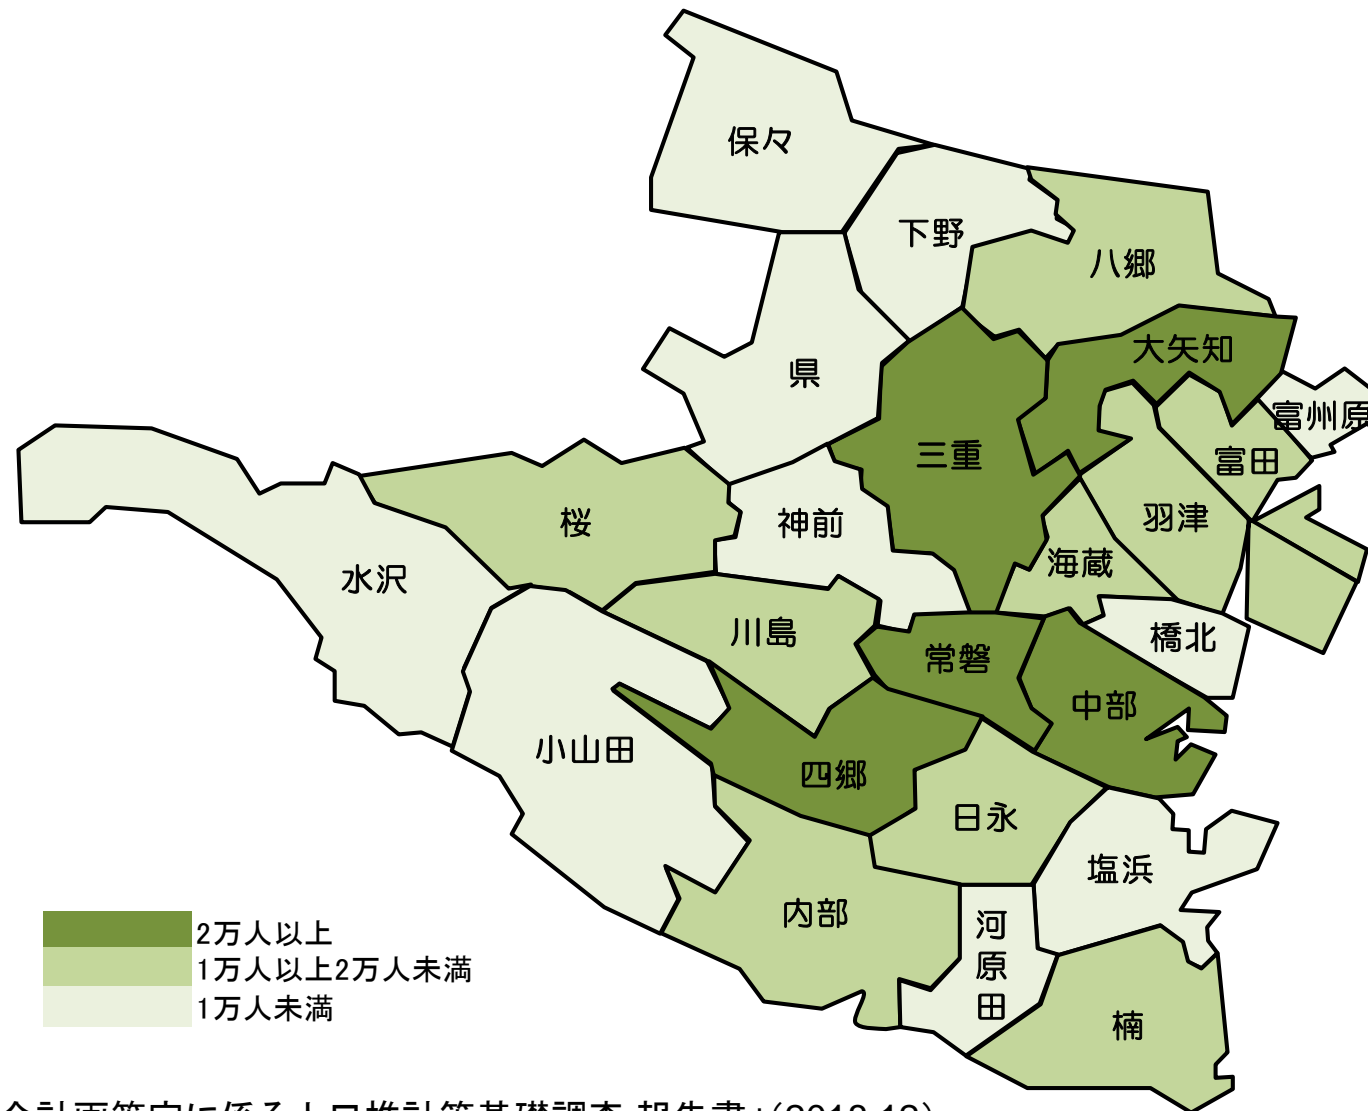 保々
下野
八郷
大矢知
県
富州原
三重
富田
桜
神前
羽津
海蔵
水沢
川島
橋北
常磐
中部
小山田
四郷
日永
塩浜
内部
河原田
楠
2万人以上
1万人以上2万人未満
1万人未満